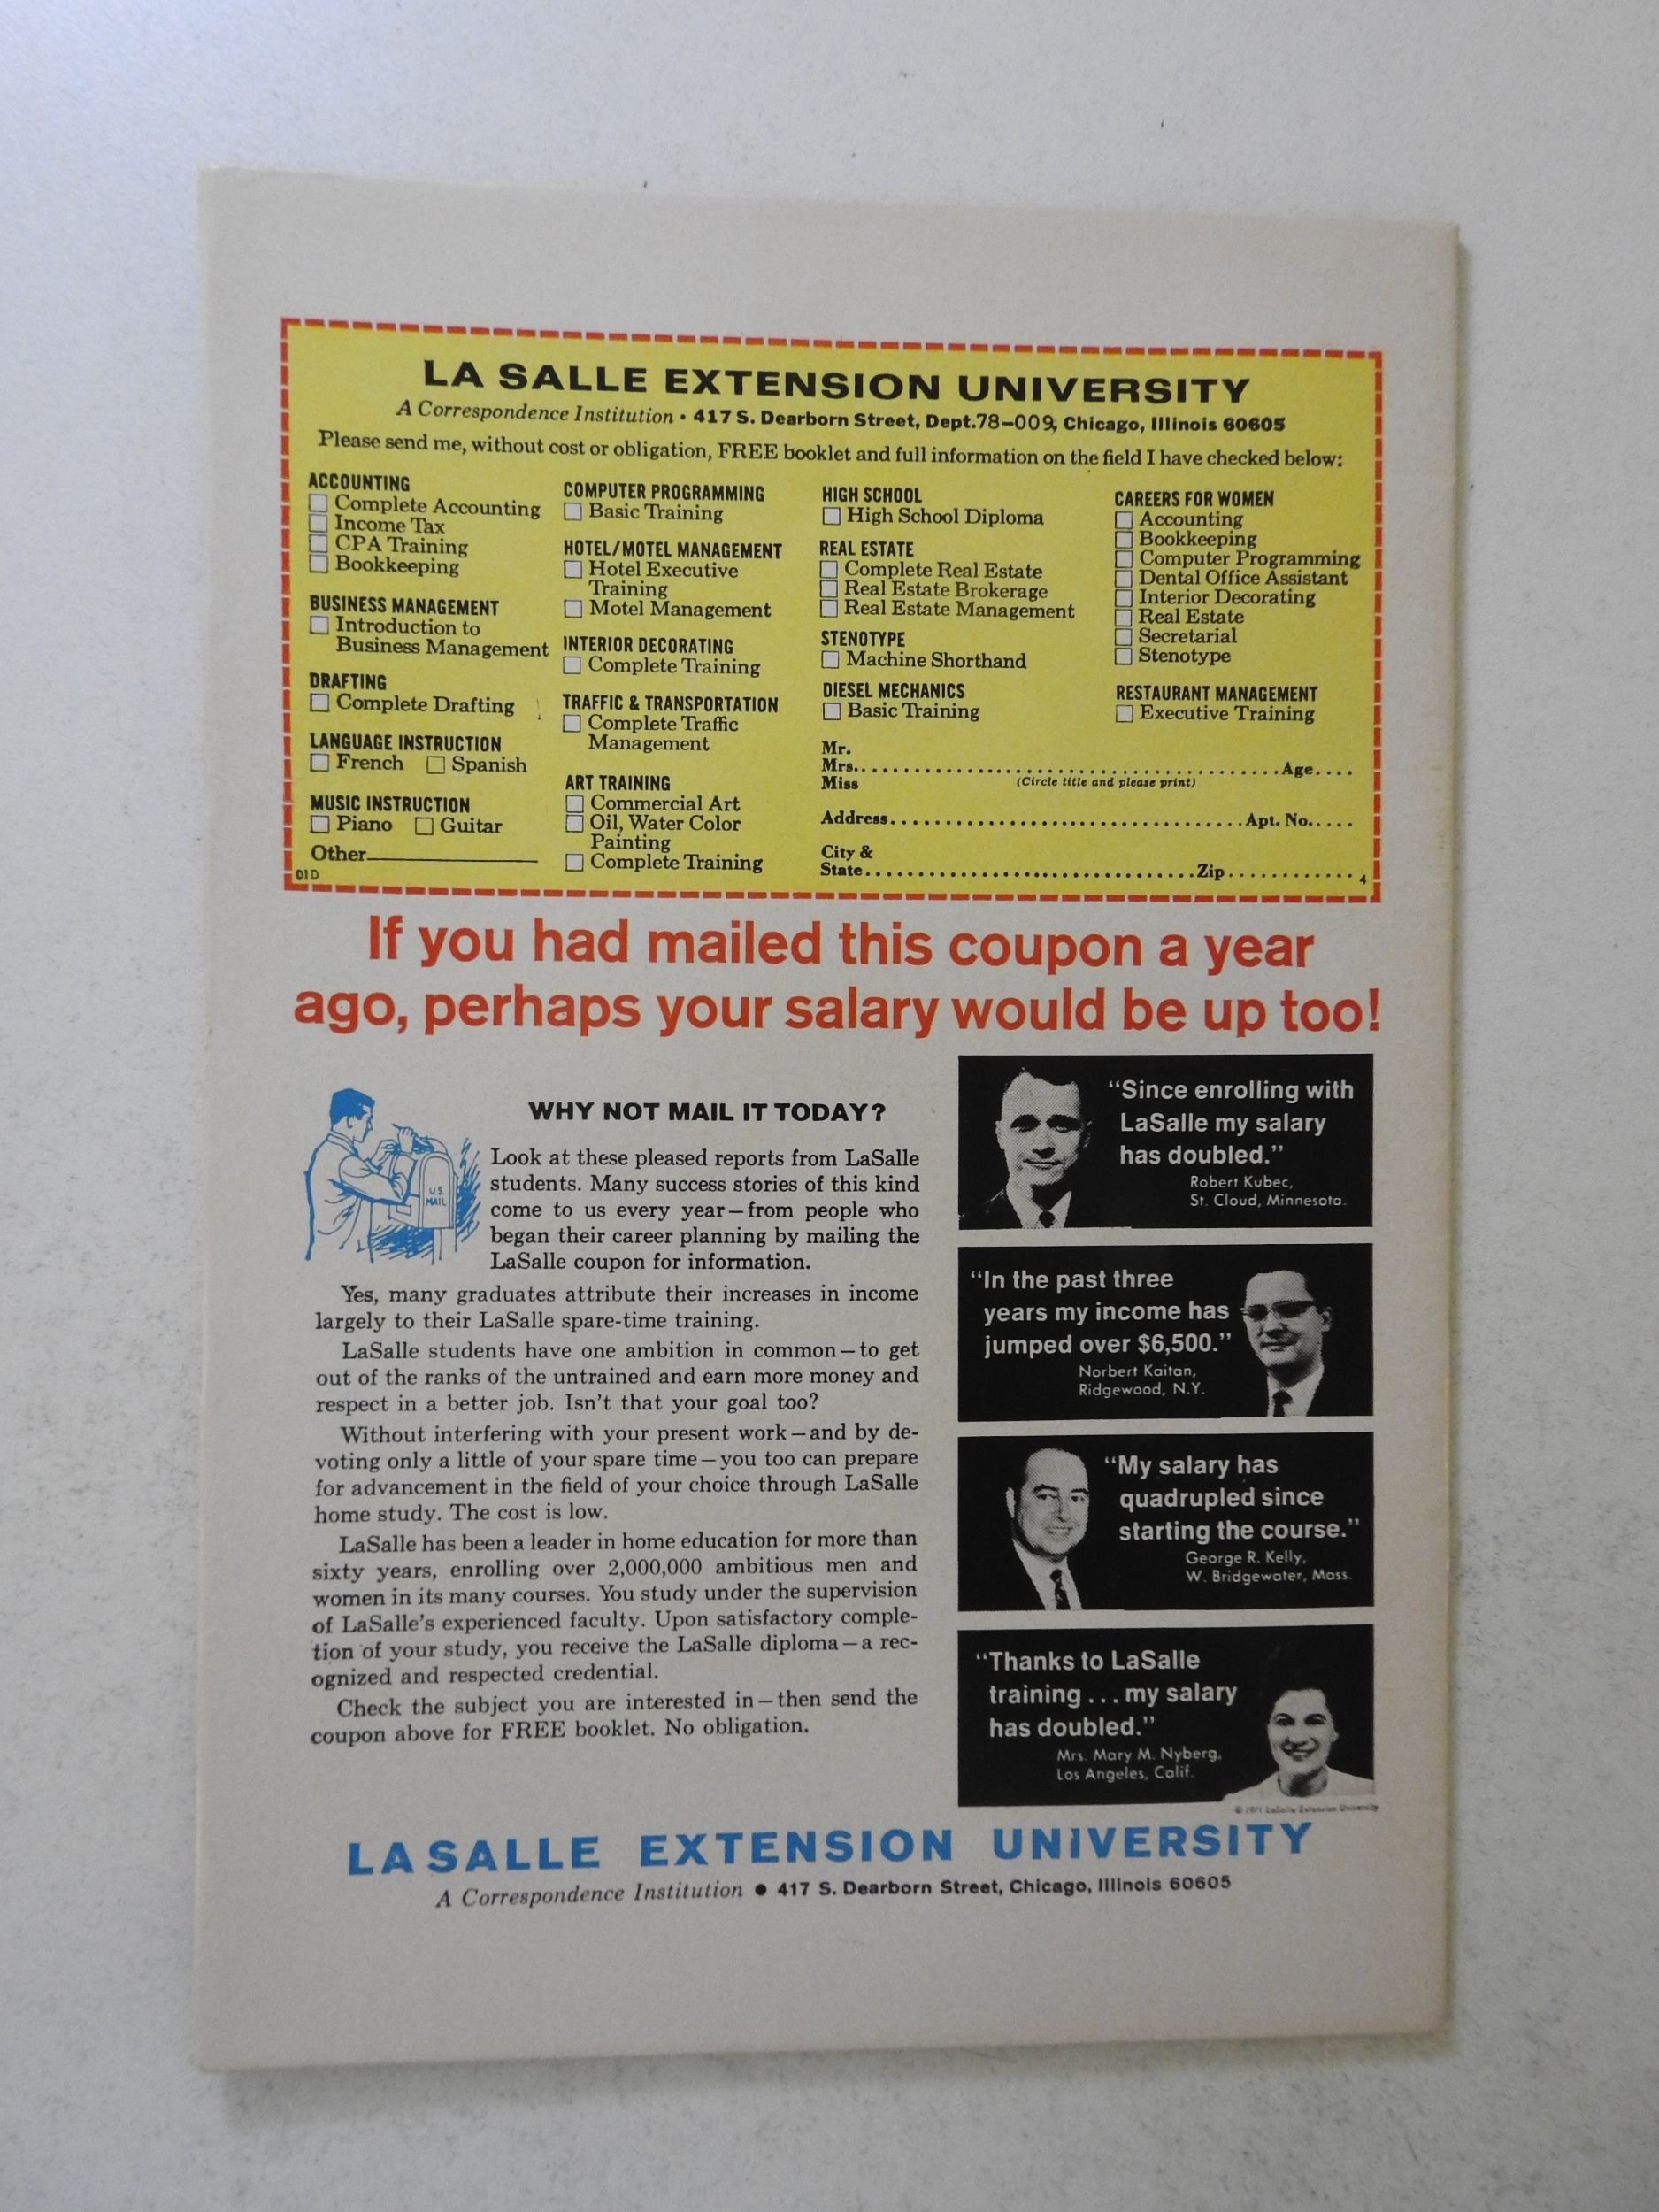 LA SALLE EXTENSION UNIVERSITY
A Correspondence Institution • 417 S. Dearborn Street, Dept.78-009, Chicago, Illinois 60605
Please send me, without cost or obligation, FREE booklet and full information on the field I have checked below:
ACCOUNTING
Complete Accounting
Income Tax
CPA Training
Bookkeeping
BUSINESS MANAGEMENT
Introduction to
Business Management
DRAFTING
Complete Drafting
LANGUAGE INSTRUCTION
French Spanish
MUSIC INSTRUCTION
Piano Guitar
Other
01D
COMPUTER PROGRAMMING
Basic Training
HOTEL/MOTEL MANAGEMENT
Hotel Executive
Training
Motel Management
INTERIOR DECORATING
Complete Training
TRAFFIC & TRANSPORTATION
Complete Traffic
Management
ART TRAINING
Commercial Art
Oil, Water Color
Painting
Complete Training
HIGH SCHOOL
High School Diploma
REAL ESTATE
Complete Real Estate
Real Estate Brokerage
Real Estate Management
STENOTYPE
Machine Shorthand
DIESEL MECHANICS
Basic Training
CAREERS FOR WOMEN
Accounting
Bookkeeping
Computer Programming
Dental Office Assistant
Interior Decorating
Real Estate
Secretarial
Stenotype
RESTAURANT MANAGEMENT
Executive Training
Mr.
Mrs. Age
Miss (Circle title and please print)
Address Apt. No.
City &
State Zip 4
If you had mailed this coupon a year
ago, perhaps your salary would be up too!
U.S.
MAIL
WHY NOT MAIL IT TODAY?
Look at these pleased reports from LaSalle
students. Many success stories of this kind
come to us every year—from people who
began their career planning by mailing the
LaSalle coupon for information.
Yes, many graduates attribute their increases in income
largely to their LaSalle spare-time training.
LaSalle students have one ambition in common—to get
out of the ranks of the untrained and earn more money and
respect in a better job. Isn't that your goal too?
Without interfering with your present work—and by de-
voting only a little of your spare time—you too can prepare
for advancement in the field of your choice through LaSalle
home study. The cost is low.
LaSalle has been a leader in home education for more than
sixty years, enrolling over 2,000,000 ambitious men and
women in its many courses. You study under the supervision
of LaSalle's experienced faculty. Upon satisfactory comple-
tion of your study, you receive the LaSalle diploma—a rec-
ognized and respected credential.
Check the subject you are interested in—then send the
coupon above for FREE booklet. No obligation.
"Since enrolling with
LaSalle my salary
has doubled."
Robert Kubec,
St. Cloud, Minnesota.
"In the past three
years my income has
jumped over $6,500."
Norbert Kaitan,
Ridgewood, N.Y.
"My salary has
quadrupled since
starting the course."
George R. Kelly,
W. Bridgewater, Mass.
"Thanks to LaSalle
training...my salary
has doubled."
Mrs. Mary M. Nyberg,
Los Angeles, Calif.
© 1971 LaSalle Extension University
LA SALLE EXTENSION UNIVERSITY
A Correspondence Institution • 417 S. Dearborn Street, Chicago, Illinois 60605